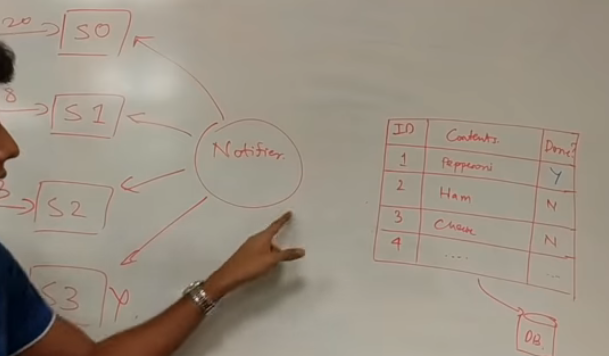 20
S0
8
S1
3
S2
S3
Notifier
ID Contents Done?
1 Pepperoni Y
2 Ham N
3 Cheese N
4 .... ...
DB